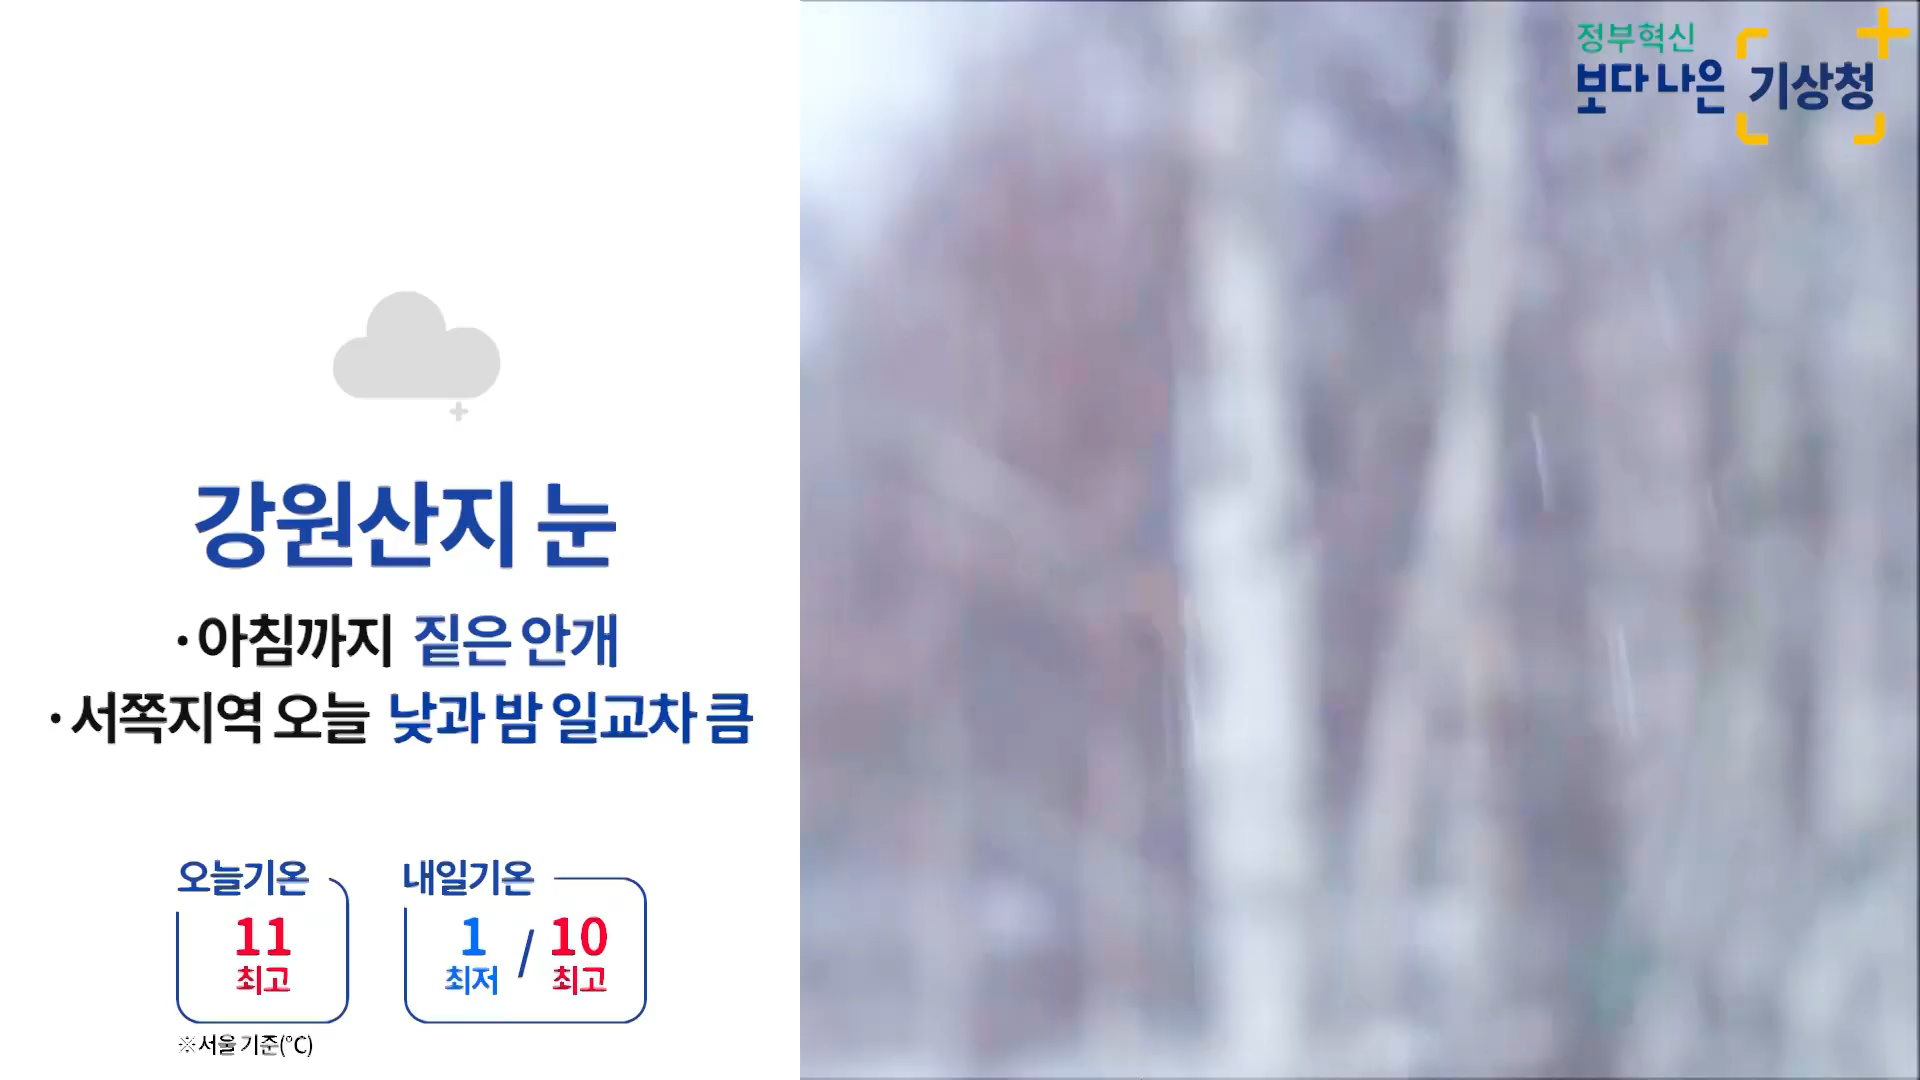 정부혁신
보다 나은 기상청
강원산지 눈
·아침까지 짙은 안개
·서쪽지역 오늘 낮과 밤 일교차 큼
오늘기온
11
최고
내일기온
1 / 10
최저 최고
※서울 기준(℃)